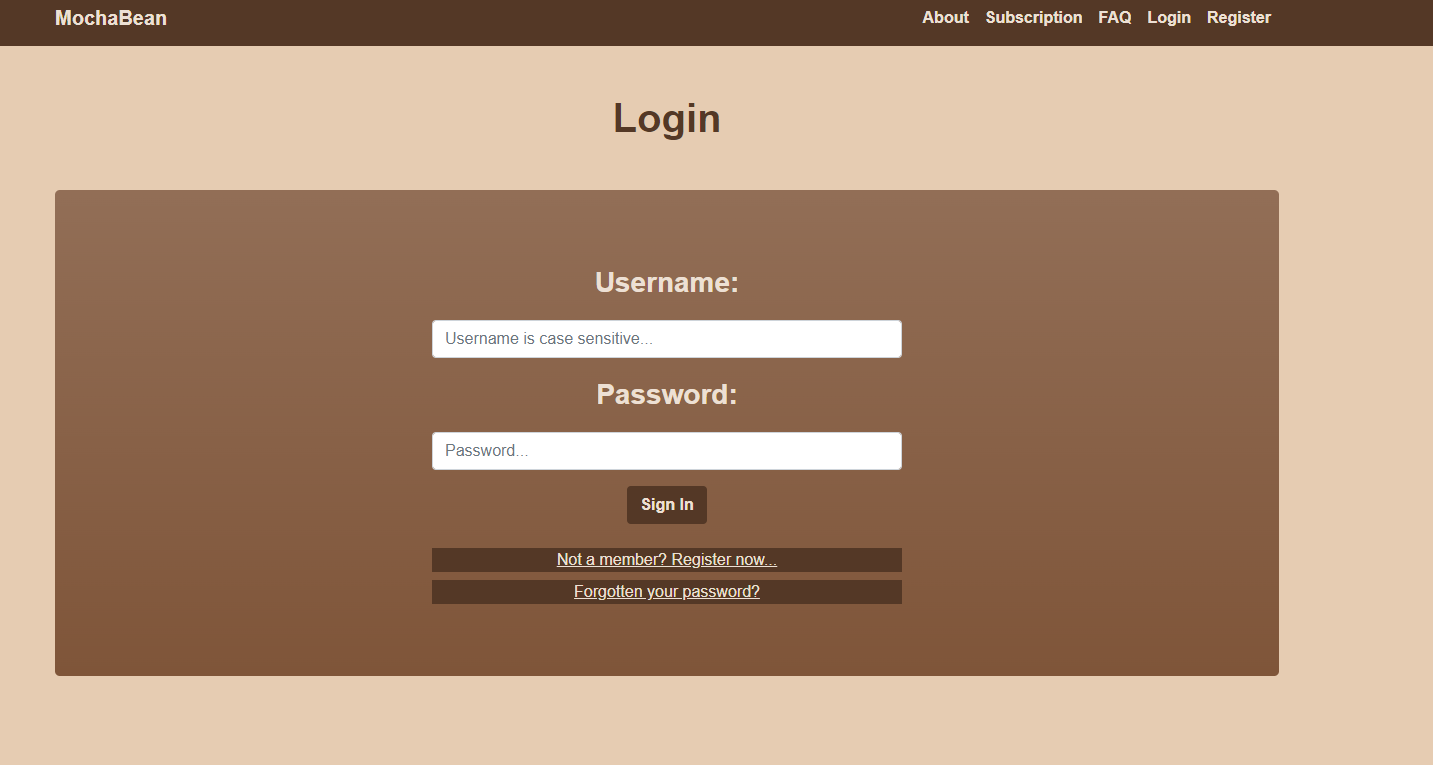 MochaBean About Subscription FAQ Login Register
Login
Username:
Username is case sensitive...
Password:
Password...
Sign In
Not a member? Register now...
Forgotten your password?